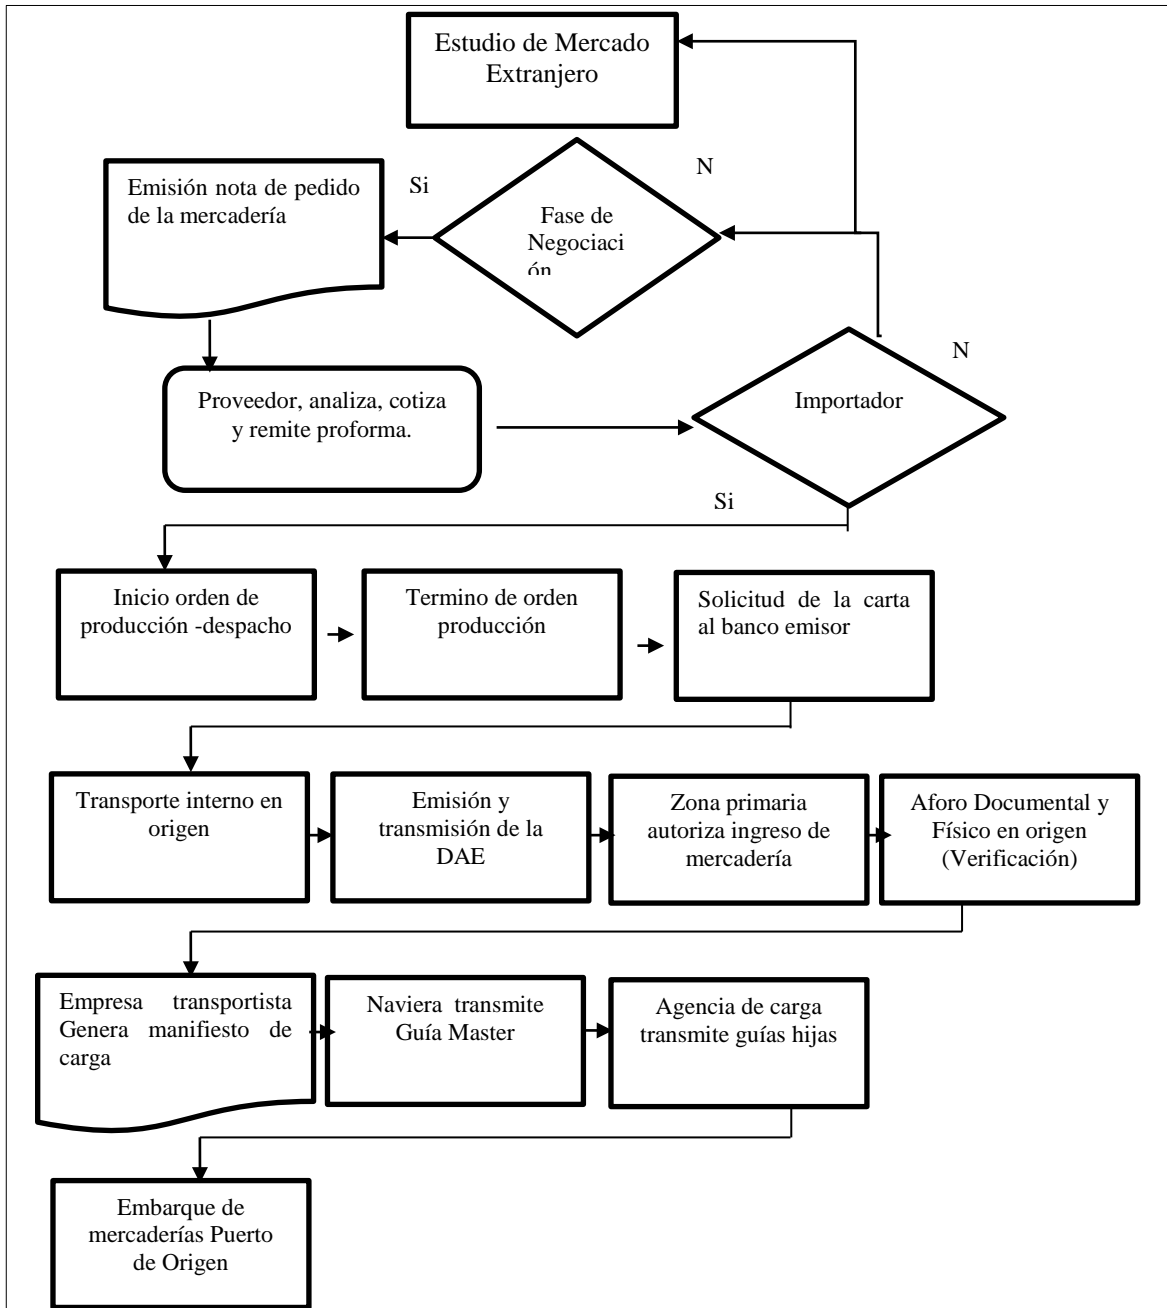 Estudio de Mercado
Extranjero
N
Si
Emisión nota de pedido
de la mercadería
Fase de
Negociaci
ón
N
Importador
Proveedor, analiza, cotiza
y remite proforma.
Si
Inicio orden de
producción -despacho
Termino de orden
producción
Solicitud de la carta
al banco emisor
Transporte interno en
origen
Emisión y
transmisión de la
DAE
Zona primaria
autoriza ingreso de
mercadería
Aforo Documental y
Físico en origen
(Verificación)
Empresa transportista
Genera manifiesto de
carga
Naviera transmite
Guía Master
Agencia de carga
transmite guías hijas
Embarque de
mercaderías Puerto
de Origen